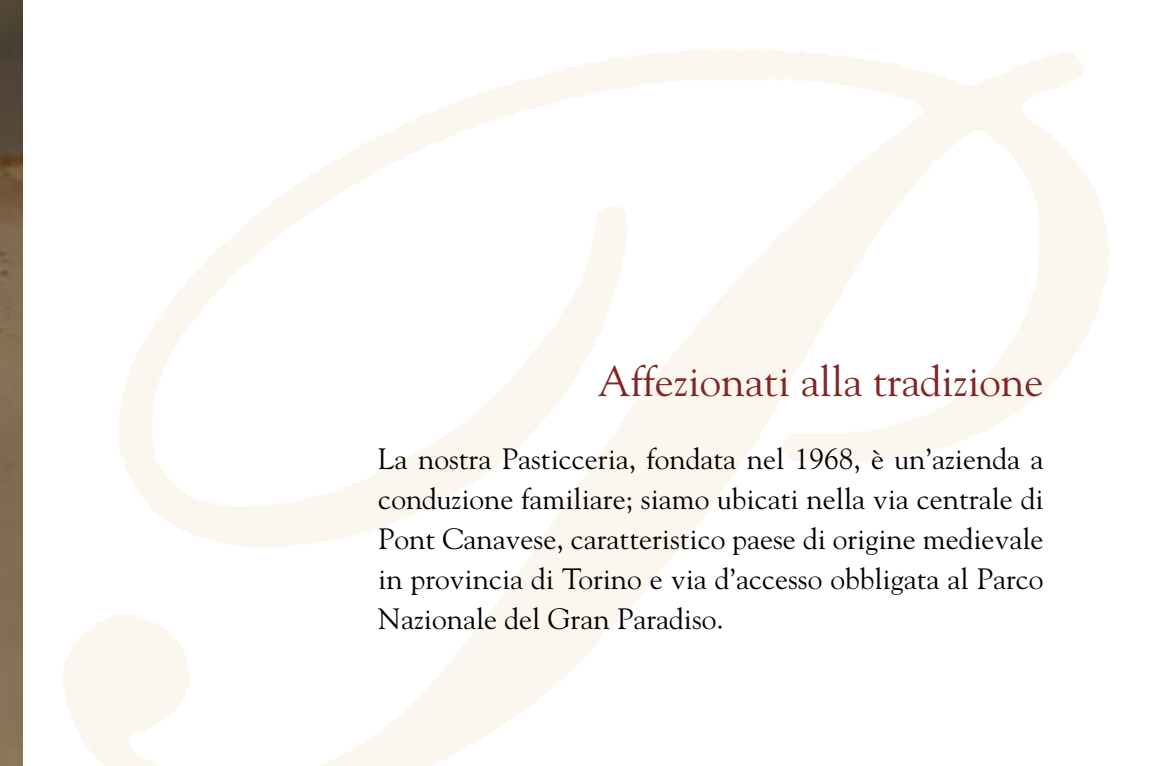 Affezionati alla tradizione
La nostra Pasticceria, fondata nel 1968, è un’azienda a
conduzione familiare; siamo ubicati nella via centrale di
Pont Canavese, caratteristico paese di origine medievale
in provincia di Torino e via d’accesso obbligata al Parco
Nazionale del Gran Paradiso.